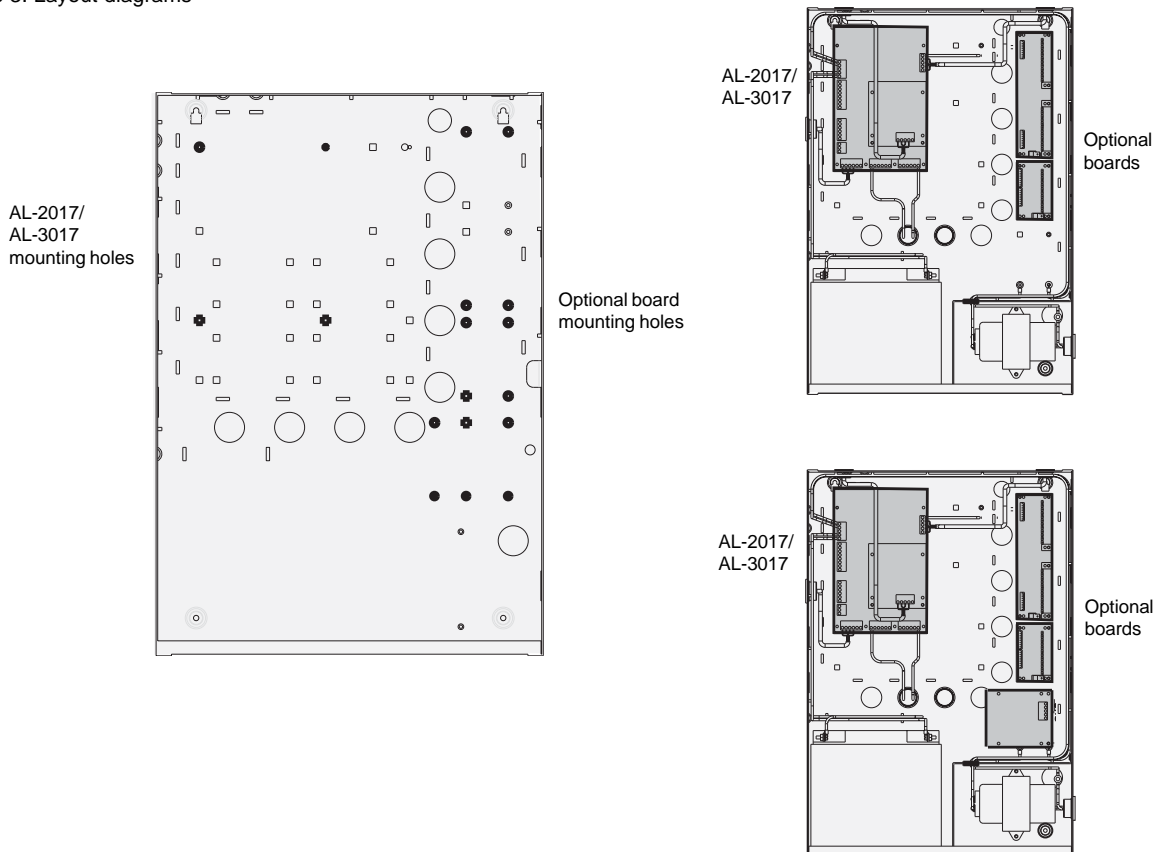 Layout diagrams
AL-2017/
AL-3017
mounting holes
Optional board
mounting holes
AL-2017/
AL-3017
Optional
boards
AL-2017/
AL-3017
Optional
boards